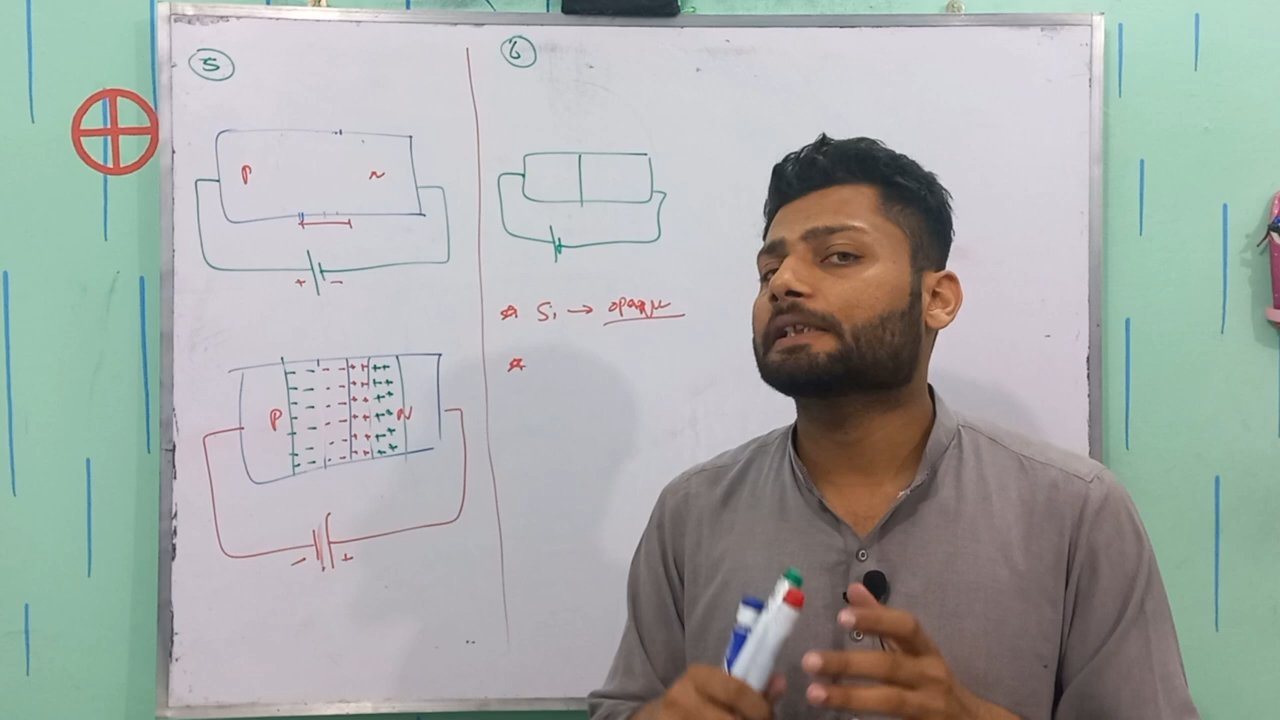 5
P N
+ -
P N
- +
6
* Si → opaque
*